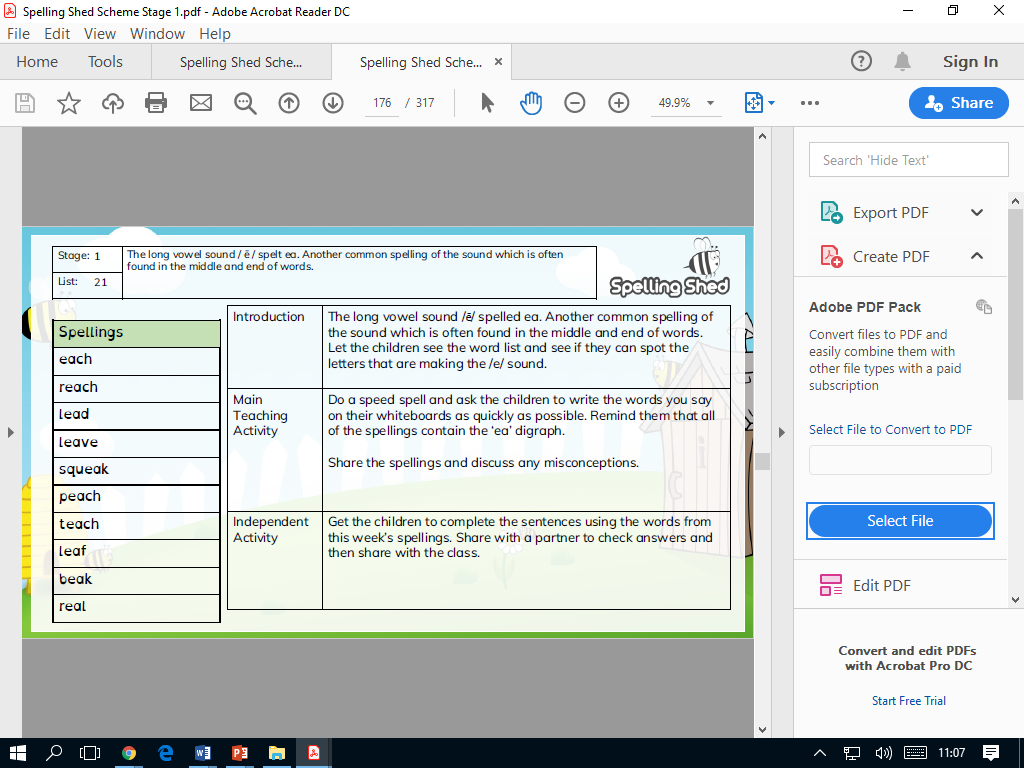 Spelling Shed Scheme Stage 1.pdf - Adobe Acrobat Reader DC
File Edit View Window Help
Home Tools Spelling Shed Sche... Spelling Shed Sche... × Sign In
176 / 317 49.9% Share
Stage: 1
The long vowel sound / ē / spelt ea. Another common spelling of the sound which is often
found in the middle and end of words.
List: 21
Spelling Shed
Spellings
each
reach
lead
leave
squeak
peach
teach
leaf
beak
real
Introduction
The long vowel sound /ē/ spelled ea. Another common spelling of
the sound which is often found in the middle and end of words.
Let the children see the word list and see if they can spot the
letters that are making the /e/ sound.
Main
Teaching
Activity
Do a speed spell and ask the children to write the words you say
on their whiteboards as quickly as possible. Remind them that all
of the spellings contain the ‘ea’ digraph.
Share the spellings and discuss any misconceptions.
Independent
Activity
Get the children to complete the sentences using the words from
this week’s spellings. Share with a partner to check answers and
then share with the class.
Search 'Hide Text'
Export PDF
Create PDF
Adobe PDF Pack
Convert files to PDF and
easily combine them with
other file types with a paid
subscription
Select File to Convert to PDF
Select File
Edit PDF
Convert and edit PDFs
with Acrobat Pro DC
Start Free Trial
11:07